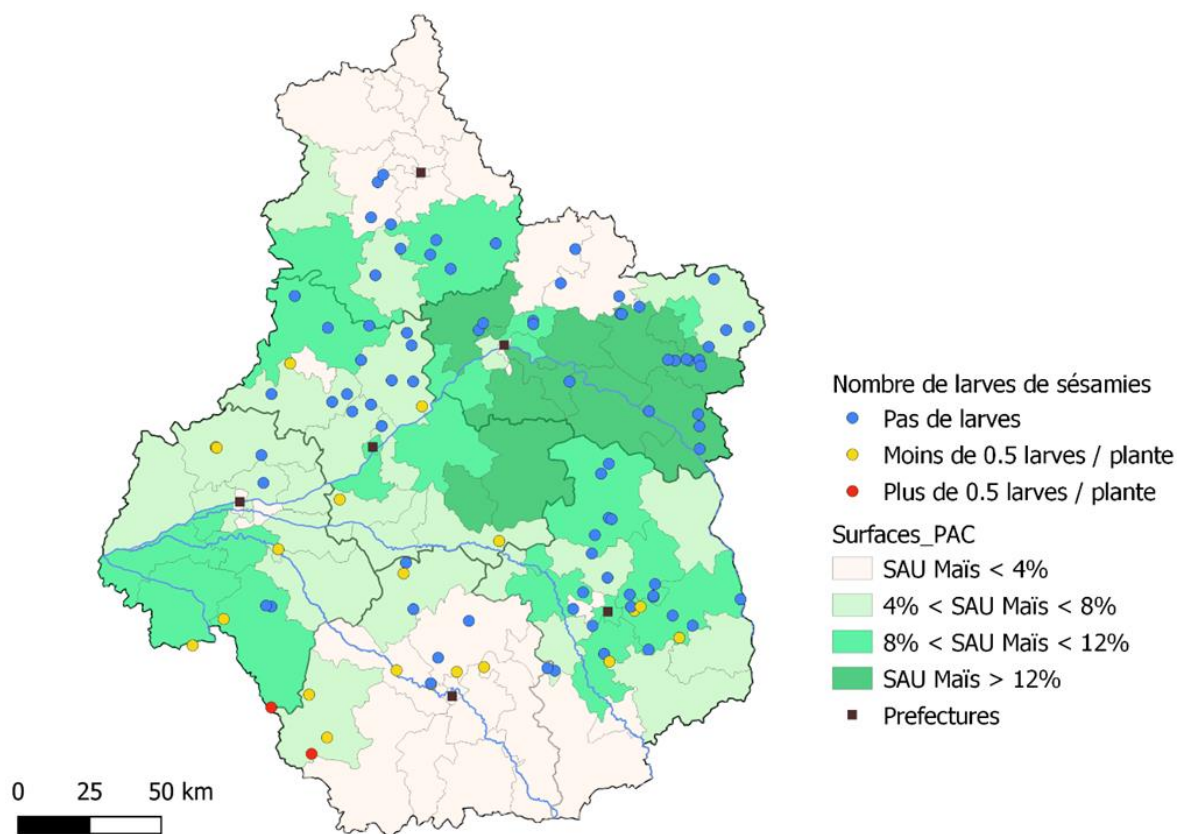 Nombre de larves de sésamies
Pas de larves
Moins de 0.5 larves / plante
Plus de 0.5 larves / plante
Surfaces_PAC
SAU Maïs < 4%
4% < SAU Maïs < 8%
8% < SAU Maïs < 12%
SAU Maïs > 12%
Prefectures
0 25 50 km